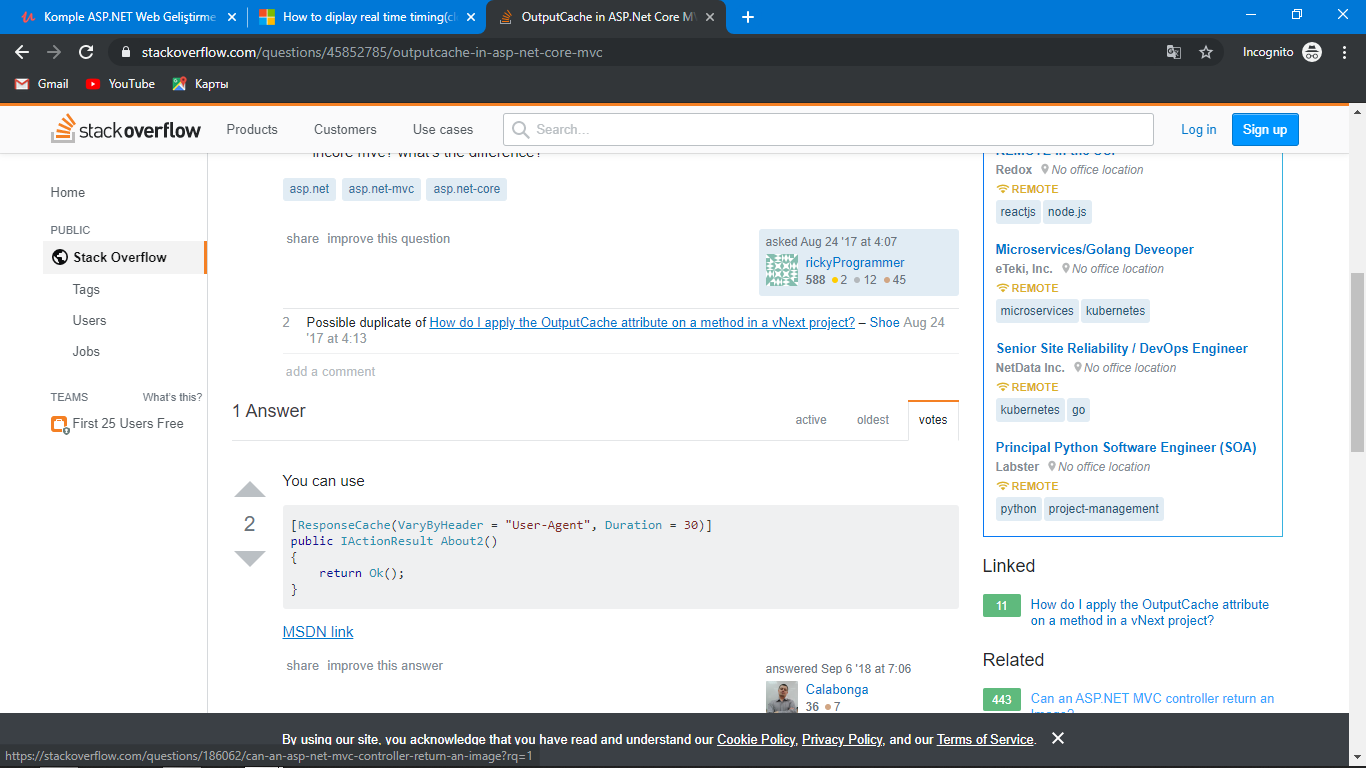 Komple ASP.NET Web Geliştirme
How to diplay real time timing(cl
OutputCache in ASP.Net Core M
stackoverflow.com/questions/45852785/outputcache-in-asp-net-core-mvc
Incognito
Gmail
YouTube
Карты
stackoverflow
Products
Customers
Use cases
Search...
Log in
Sign up
Home
PUBLIC
Stack Overflow
Tags
Users
Jobs
TEAMS
What's this?
First 25 Users Free
incore mvc? what's the difference?
asp.net
asp.net-mvc
asp.net-core
share improve this question
asked Aug 24 '17 at 4:07
rickyProgrammer
588 2 12 45
2 Possible duplicate of How do I apply the OutputCache attribute on a method in a vNext project? – Shoe Aug 24
'17 at 4:13
add a comment
1 Answer
active
oldest
votes
2
You can use
[ResponseCache(VaryByHeader = "User-Agent", Duration = 30)]
public IActionResult About2()
{
return Ok();
}
MSDN link
share improve this answer
answered Sep 6 '18 at 7:06
Calabonga
36 7
Redox No office location
REMOTE
reactjs node.js
Microservices/Golang Deveoper
eTeki, Inc. No office location
REMOTE
microservices kubernetes
Senior Site Reliability / DevOps Engineer
NetData Inc. No office location
REMOTE
kubernetes go
Principal Python Software Engineer (SOA)
Labster No office location
REMOTE
python project-management
Linked
11 How do I apply the OutputCache attribute
on a method in a vNext project?
Related
443 Can an ASP.NET MVC controller return an
Image?
By using our site, you acknowledge that you have read and understand our Cookie Policy, Privacy Policy, and our Terms of Service.
https://stackoverflow.com/questions/186062/can-an-asp-net-mvc-controller-return-an-image?rq=1